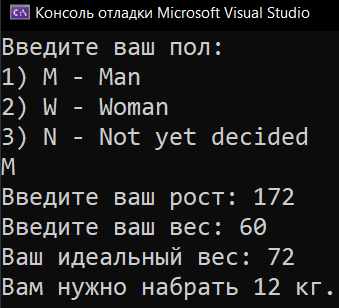 Консоль отладки Microsoft Visual Studio
Введите ваш пол:
1) M - Man
2) W - Woman
3) N - Not yet decided
M
Введите ваш рост: 172
Введите ваш вес: 60
Ваш идеальный вес: 72
Вам нужно набрать 12 кг.